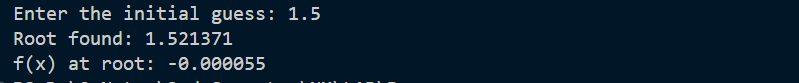 Enter the initial guess: 1.5
Root found: 1.521371
f(x) at root: -0.000055